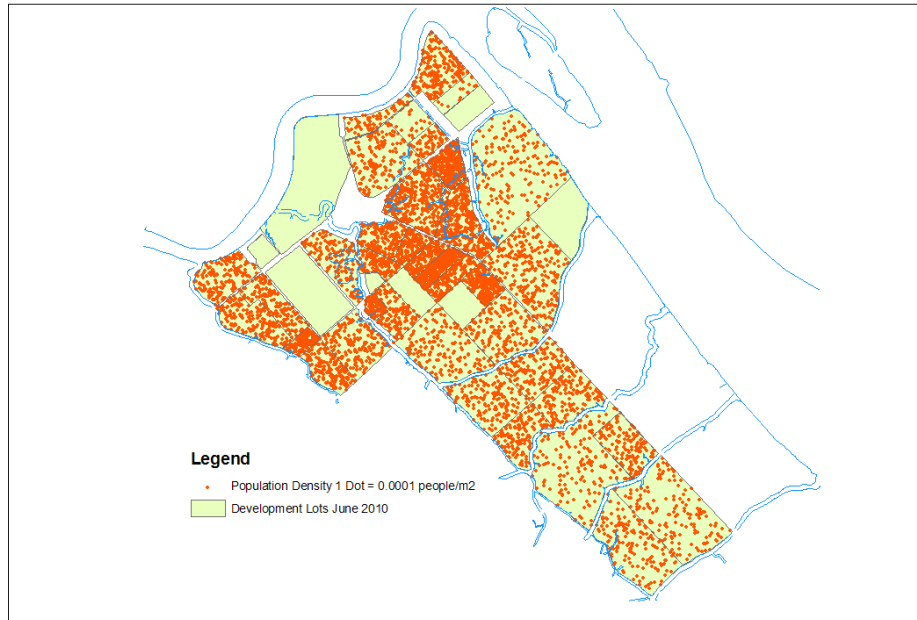 Legend
Population Density 1 Dot = 0.0001 people/m2
Development Lots June 2010